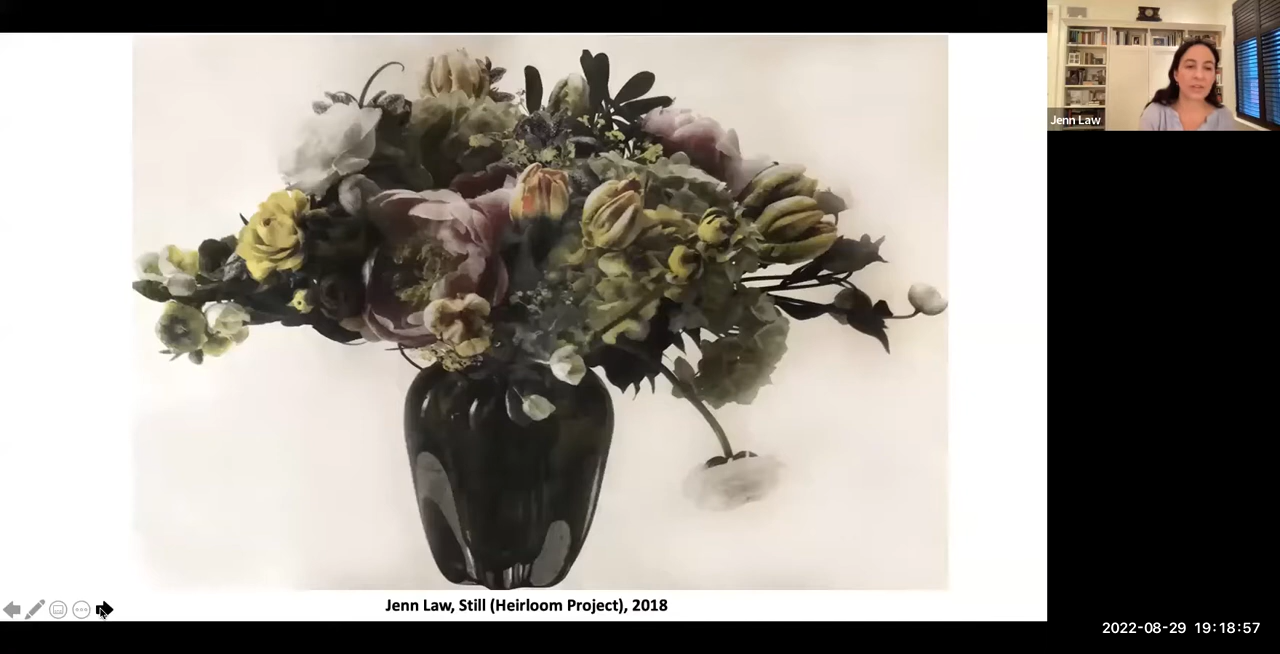 Jenn Law
Jenn Law, Still (Heirloom Project), 2018
2022-08-29 19:18:57